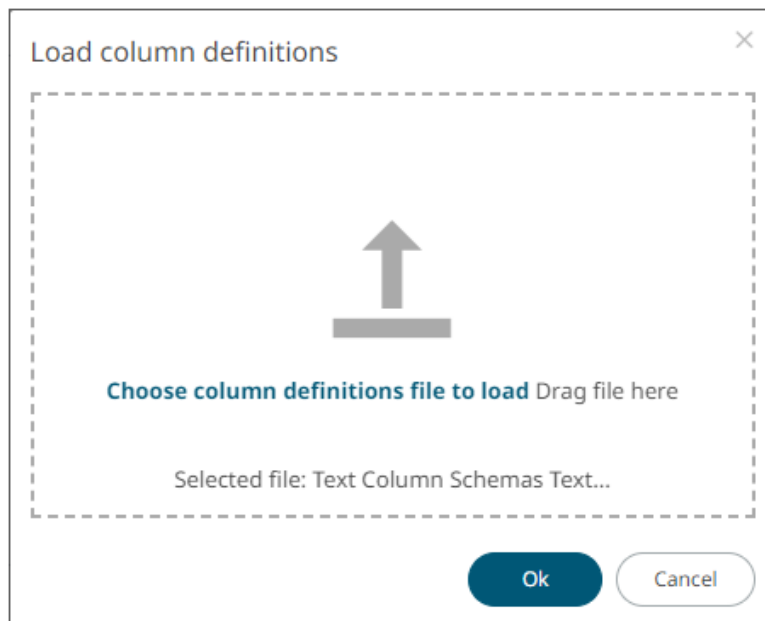 Load column definitions
Choose column definitions file to load Drag file here
Selected file: Text Column Schemas Text...
Ok
Cancel